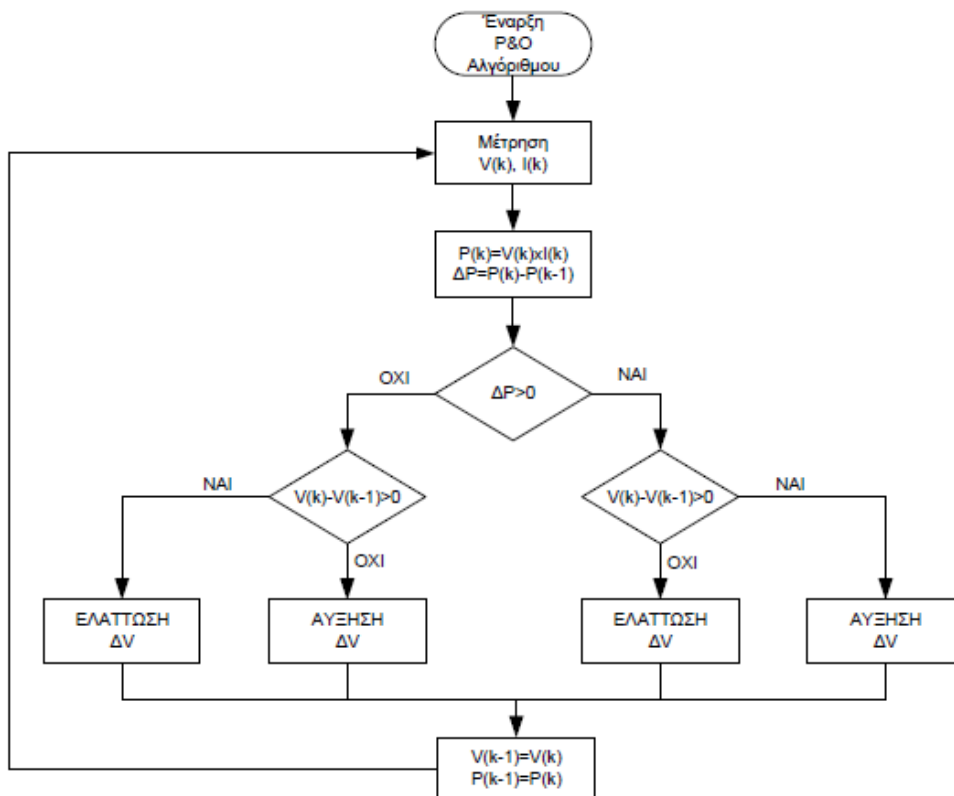 Έναρξη
P&O
Αλγόριθμου
Μέτρηση
V(k), I(k)
P(k)=V(k)xI(k)
ΔP=P(k)-P(k-1)
ΟΧΙ
ΔP>0
ΝΑΙ
ΝΑΙ
V(k)-V(k-1)>0
V(k)-V(k-1)>0
ΝΑΙ
ΟΧΙ
ΟΧΙ
ΕΛΑΤΤΩΣΗ
ΔV
ΑΥΞΗΣΗ
ΔV
ΕΛΑΤΤΩΣΗ
ΔV
ΑΥΞΗΣΗ
ΔV
V(k-1)=V(k)
P(k-1)=P(k)